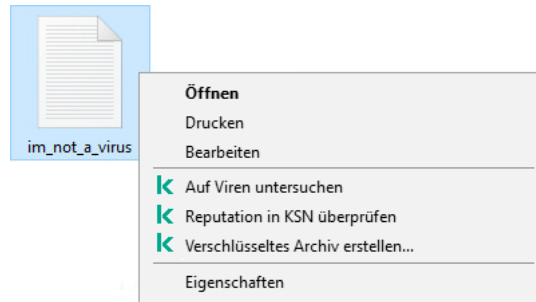 im_not_a_virus
Öffnen
Drucken
Bearbeiten
Auf Viren untersuchen
Reputation in KSN überprüfen
Verschlüsseltes Archiv erstellen...
Eigenschaften